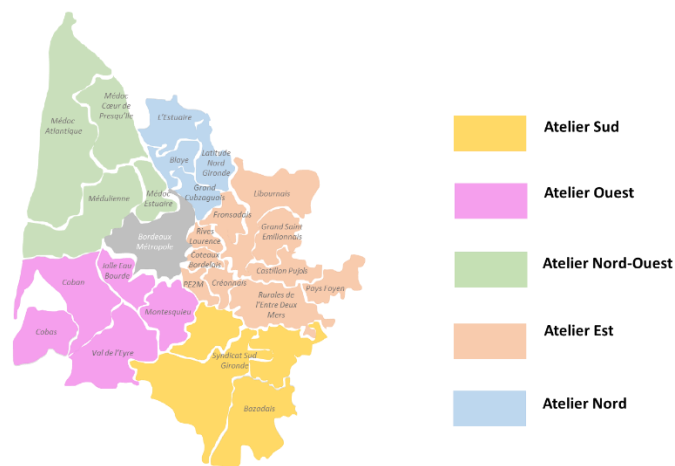 L'Estuaire
Médoc
Cœur de
Presqu'île
Médoc
Atlantique
Blaye
Latitude
Nord
Gironde
Libournais
Médullienne
Médoc
Estuaire
Grand
Cubzaguais
Fronsadais
Grand Saint
Emilionnais
Bordeaux
Métropole
Rives
Laurence
Coteaux
Bordelais
Castillon Pujols
Jalle Eau
Bourde
Coban
PE2M
Créonnais
Pays Foyen
Rurales de
l'Entre Deux
Mers
Montesquieu
Cobas
Val de l'Eyre
Syndicat Sud
Gironde
Bazadais
Atelier Sud
Atelier Ouest
Atelier Nord-Ouest
Atelier Est
Atelier Nord